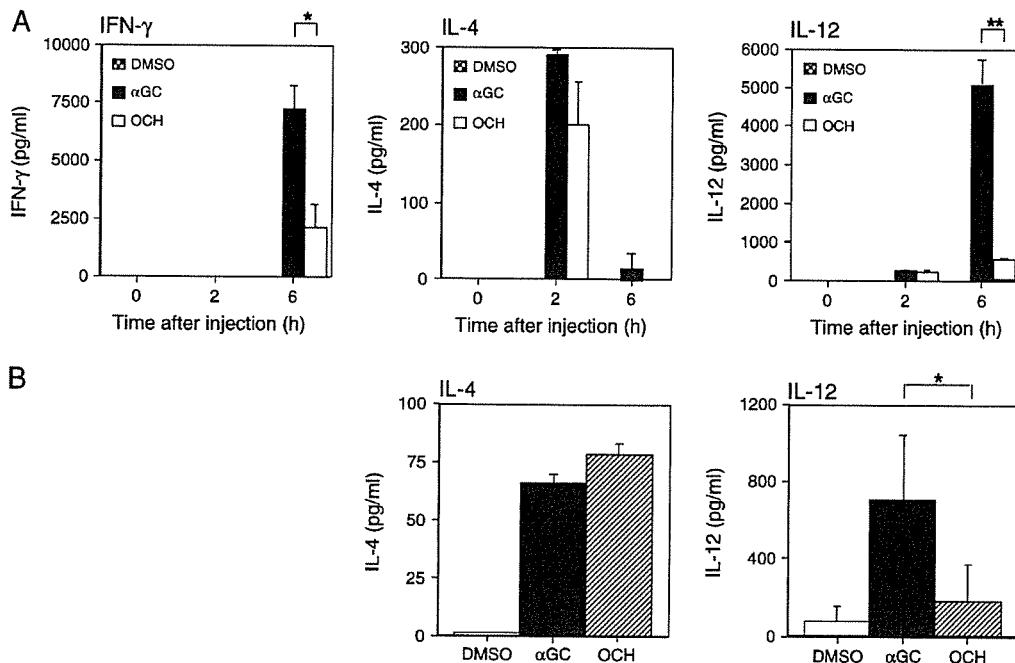 A
IFN-γ
*
10000
7500
5000
2500
0
IFN-γ (pg/ml)
DMSO
αGC
OCH
0 2 6
Time after injection (h)
IL-4
300
200
100
0
IL-4 (pg/ml)
DMSO
αGC
OCH
0 2 6
Time after injection (h)
IL-12
**
6000
5000
4000
3000
2000
1000
0
IL-12 (pg/ml)
DMSO
αGC
OCH
0 2 6
Time after injection (h)
B
IL-4
100
75
50
25
0
IL-4 (pg/ml)
DMSO αGC OCH
IL-12
*
1200
800
400
0
IL-12 (pg/ml)
DMSO αGC OCH